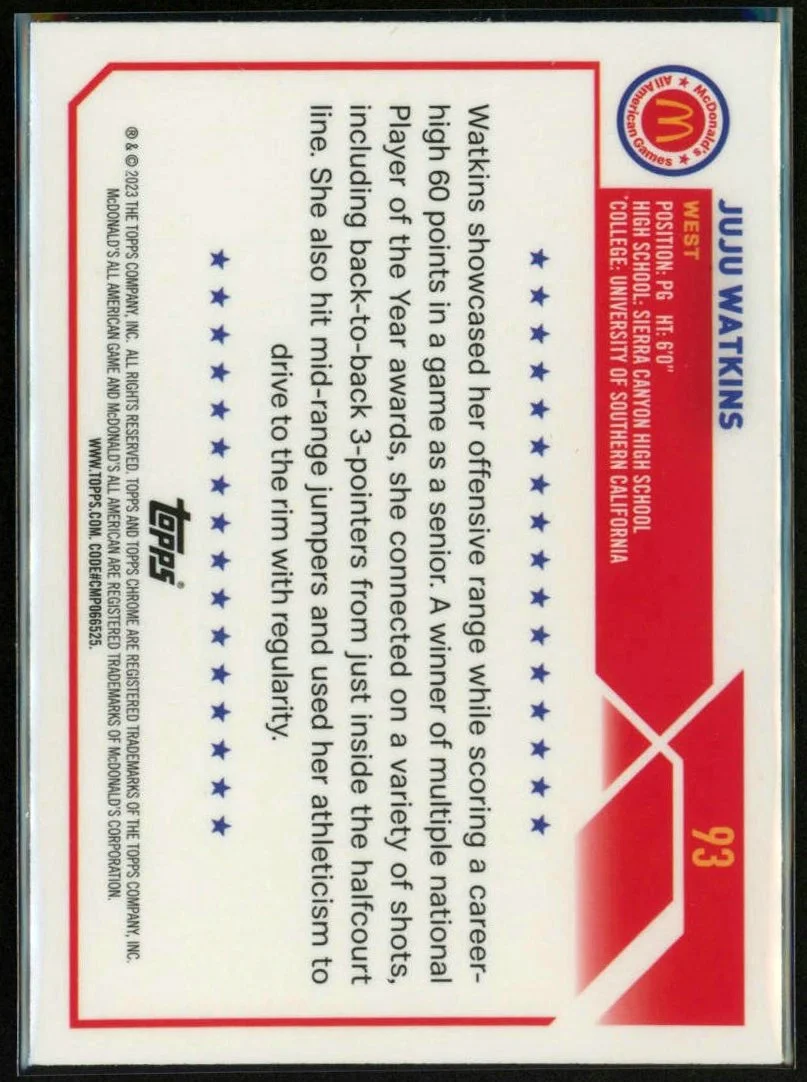 McDonald's
All American Games
JUJU WATKINS
93
WEST
POSITION: PG HT: 6'0"
HIGH SCHOOL: SIERRA CANYON HIGH SCHOOL
*COLLEGE: UNIVERSITY OF SOUTHERN CALIFORNIA
Watkins showcased her offensive range while scoring a career-
high 60 points in a game as a senior. A winner of multiple national
Player of the Year awards, she connected on a variety of shots,
including back-to-back 3-pointers from just inside the halfcourt
line. She also hit mid-range jumpers and used her athleticism to
drive to the rim with regularity.
topps®
® & © 2023 THE TOPPS COMPANY, INC. ALL RIGHTS RESERVED. TOPPS AND TOPPS CHROME ARE REGISTERED TRADEMARKS OF THE TOPPS COMPANY, INC.
McDONALD'S ALL AMERICAN GAME AND McDONALD'S ALL AMERICAN ARE REGISTERED TRADEMARKS OF McDONALD'S CORPORATION.
WWW.TOPPS.COM. CODE#CMP066525.